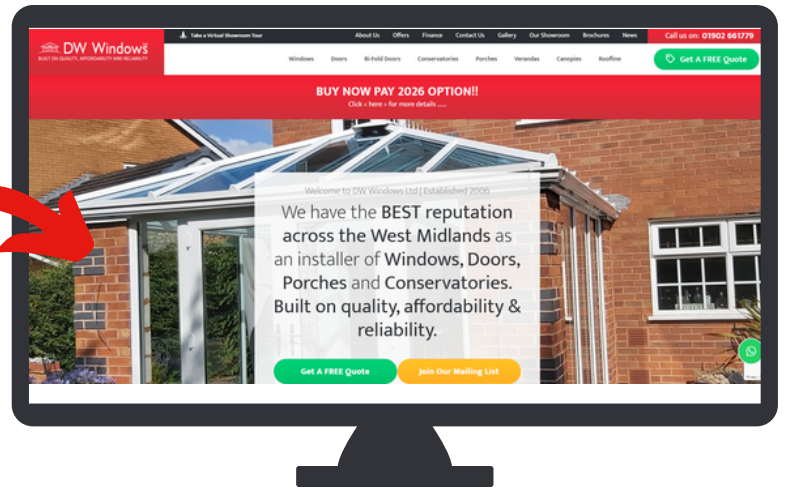 Take a Virtual Showroom Tour
About Us Offers Finance Contact Us Gallery Our Showroom Brochures News
Call us on: 01902 661779
DW Windows
BUILT ON QUALITY, AFFORDABILITY AND RELIABILITY
Windows Doors Bi-Fold Doors Conservatories Porches Verandas Canopies Roofline
Get A FREE Quote
BUY NOW PAY 2026 OPTION!!
Click < here > for more details .....
Welcome to DW Windows Ltd | Established 2006
We have the BEST reputation
across the West Midlands as
an installer of Windows, Doors,
Porches and Conservatories.
Built on quality, affordability &
reliability.
Get A FREE Quote
Join Our Mailing List